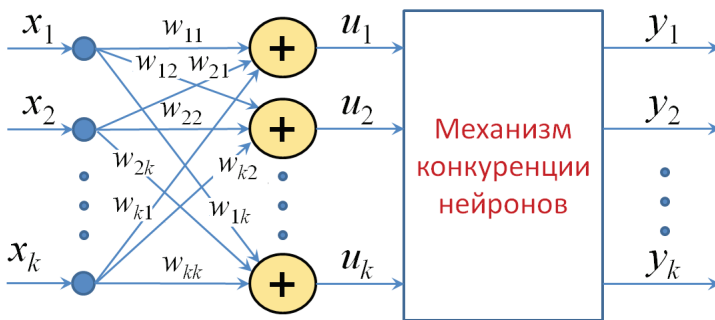 x₁ w₁₁ + u₁ y₁
w₁₂ w₂₁
x₂ w₂₂ + u₂ y₂
w₂ₖ wₖ₂
wₖ₁ w₁ₖ
xₖ wₖₖ + uₖ yₖ
Механизм
конкуренции
нейронов